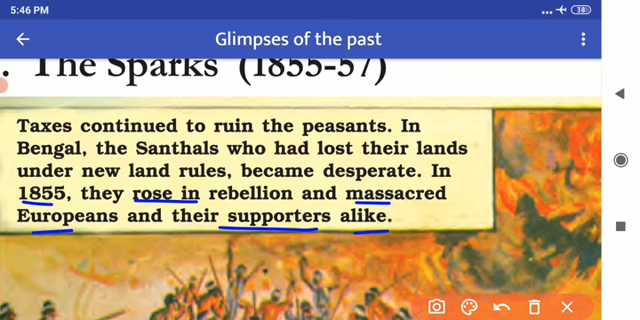 5:46 PM
38
Glimpses of the past
. The Sparks (1855-57)
Taxes continued to ruin the peasants. In
Bengal, the Santhals who had lost their lands
under new land rules, became desperate. In
1855, they rose in rebellion and massacred
Europeans and their supporters alike.